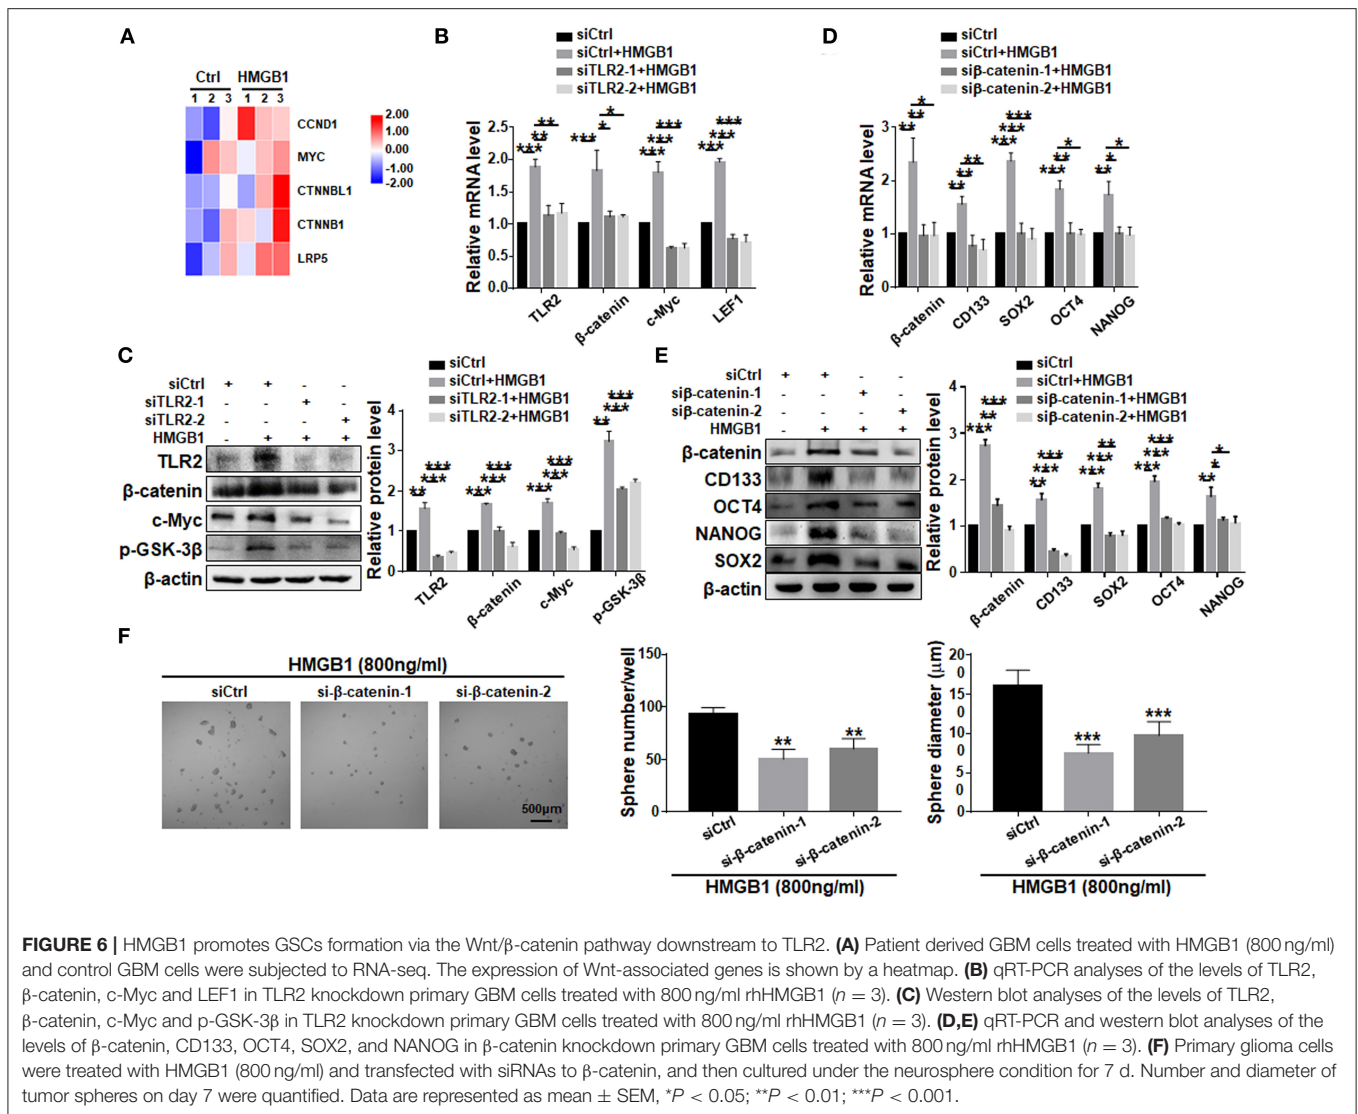 A
Ctrl HMGB1
1 2 3 1 2 3
CCND1
MYC
CTNNBL1
CTNNB1
LRP5
2.00
1.00
0.00
-1.00
-2.00
B
siCtrl
siCtrl+HMGB1
siTLR2-1+HMGB1
siTLR2-2+HMGB1
Relative mRNA level
2.5
2.0
1.5
1.0
0.5
0.0
*** ** **
*** * *
*** *** ***
*** *** ***
TLR2
β-catenin
c-Myc
LEF1
D
siCtrl
siCtrl+HMGB1
siβ-catenin-1+HMGB1
siβ-catenin-2+HMGB1
Relative mRNA level
3
2
1
0
** ** *
** ** **
*** *** ***
*** ** *
** * *
β-catenin
CD133
SOX2
OCT4
NANOG
C
siCtrl + + - -
siTLR2-1 - - + -
siTLR2-2 - - - +
HMGB1 - + + +
TLR2
β-catenin
c-Myc
p-GSK-3β
β-actin
siCtrl
siCtrl+HMGB1
siTLR2-1+HMGB1
siTLR2-2+HMGB1
Relative protein level
4
3
2
1
0
** *** ***
*** *** ***
*** *** ***
** *** ***
TLR2
β-catenin
c-Myc
p-GSK-3β
E
siCtrl + + - -
siβ-catenin-1 - - + -
siβ-catenin-2 - - - +
HMGB1 - + + +
β-catenin
CD133
OCT4
NANOG
SOX2
β-actin
siCtrl
siCtrl+HMGB1
siβ-catenin-1+HMGB1
siβ-catenin-2+HMGB1
Relative protein level
4
3
2
1
0
*** ** ***
** *** ***
** *** **
*** *** ***
** * *
β-catenin
CD133
SOX2
OCT4
NANOG
F
HMGB1 (800ng/ml)
siCtrl si-β-catenin-1 si-β-catenin-2
500μm
Sphere number/well
150
100
50
0
** **
siCtrl
si-β-catenin-1
si-β-catenin-2
HMGB1 (800ng/ml)
Sphere diameter (μm)
20
0
15
0
10
0
5
0
0
*** ***
siCtrl
si-β-catenin-1
si-β-catenin-2
HMGB1 (800ng/ml)
FIGURE 6 | HMGB1 promotes GSCs formation via the Wnt/β-catenin pathway downstream to TLR2. (A) Patient derived GBM cells treated with HMGB1 (800 ng/ml)
and control GBM cells were subjected to RNA-seq. The expression of Wnt-associated genes is shown by a heatmap. (B) qRT-PCR analyses of the levels of TLR2,
β-catenin, c-Myc and LEF1 in TLR2 knockdown primary GBM cells treated with 800 ng/ml rhHMGB1 (n = 3). (C) Western blot analyses of the levels of TLR2,
β-catenin, c-Myc and p-GSK-3β in TLR2 knockdown primary GBM cells treated with 800 ng/ml rhHMGB1 (n = 3). (D,E) qRT-PCR and western blot analyses of the
levels of β-catenin, CD133, OCT4, SOX2, and NANOG in β-catenin knockdown primary GBM cells treated with 800 ng/ml rhHMGB1 (n = 3). (F) Primary glioma cells
were treated with HMGB1 (800 ng/ml) and transfected with siRNAs to β-catenin, and then cultured under the neurosphere condition for 7 d. Number and diameter of
tumor spheres on day 7 were quantified. Data are represented as mean ± SEM, *P < 0.05; **P < 0.01; ***P < 0.001.